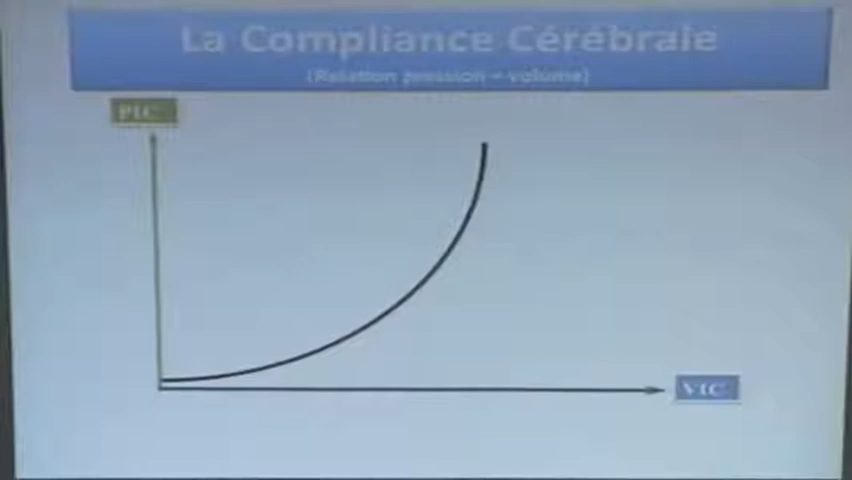 La Compliance Cérébrale
(Relation pression – volume)
PIC
VIC